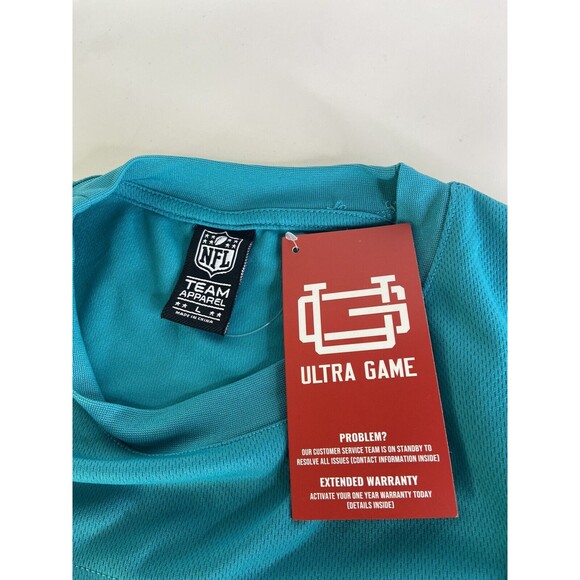 NFL
TEAM
APPAREL
L
MADE IN CHINA
UG
ULTRA GAME
PROBLEM?
OUR CUSTOMER SERVICE TEAM IS ON STANDBY TO
RESOLVE ALL ISSUES (CONTACT INFORMATION INSIDE)
EXTENDED WARRANTY
ACTIVATE YOUR ONE YEAR WARRANTY TODAY
(DETAILS INSIDE)